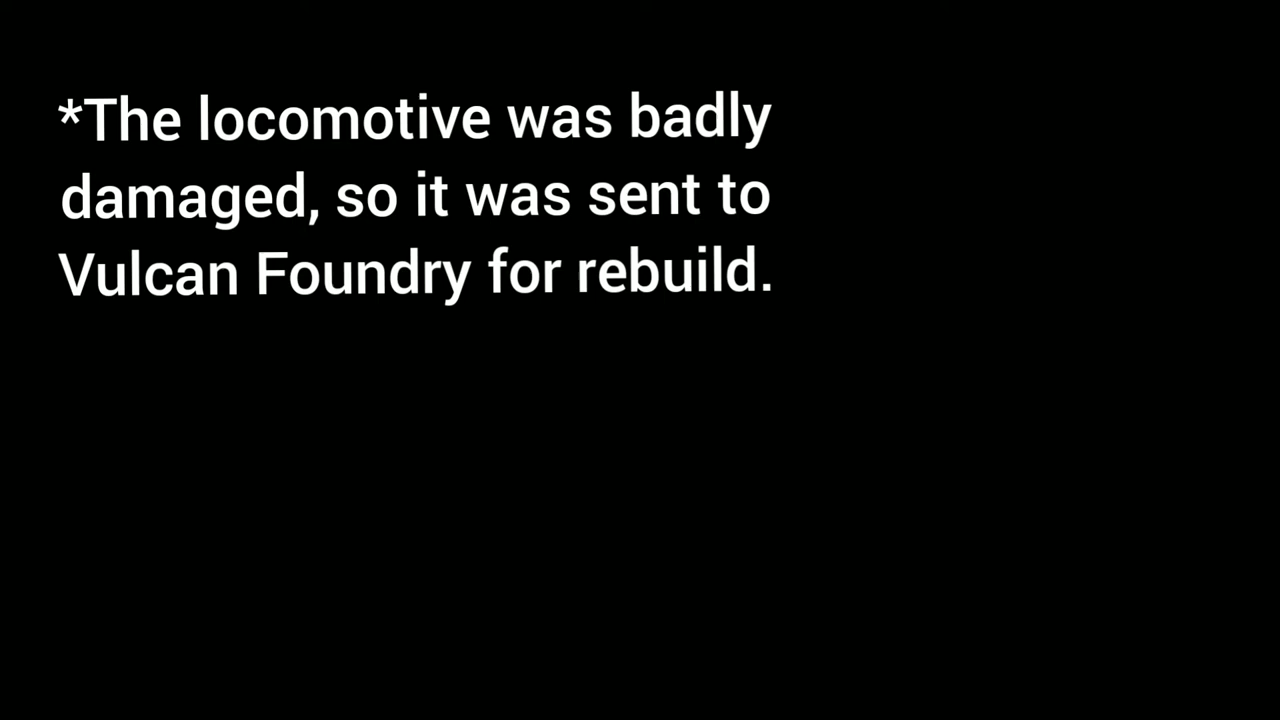 *The locomotive was badly
damaged, so it was sent to
Vulcan Foundry for rebuild.